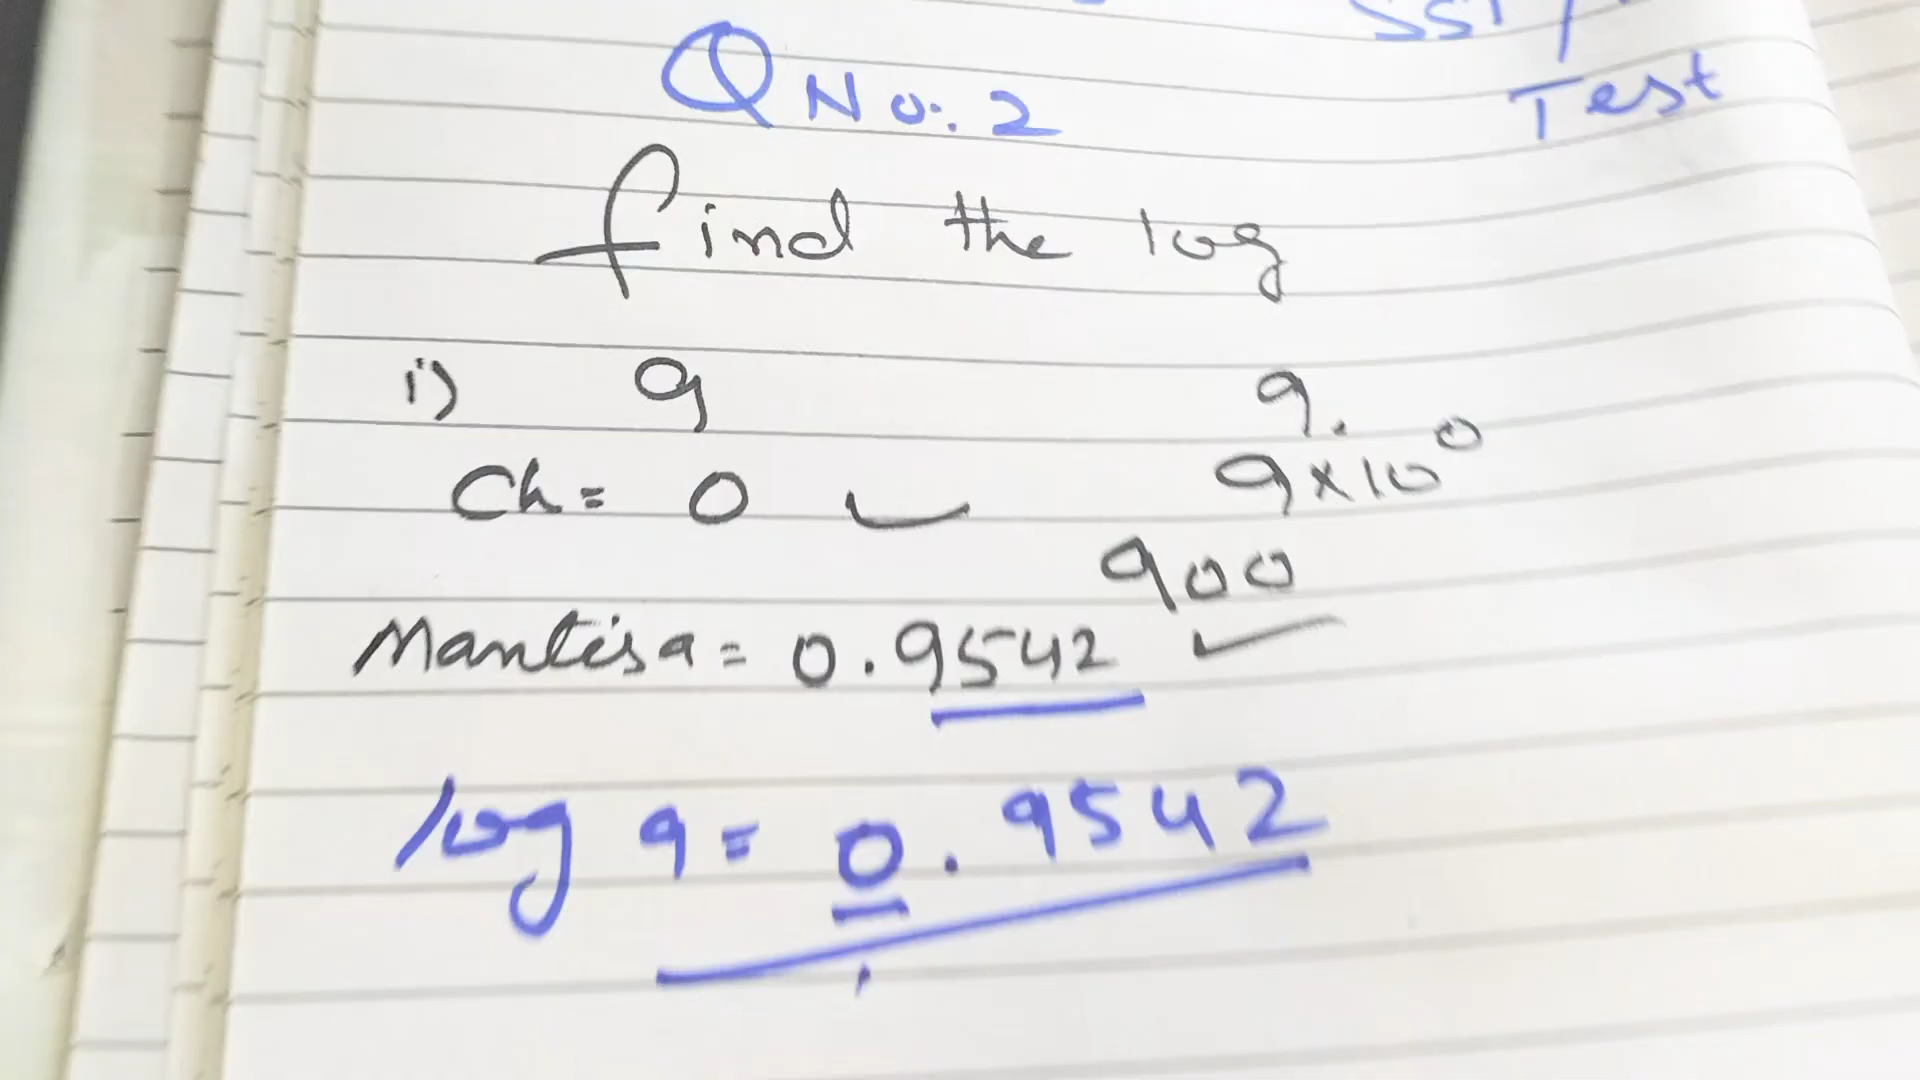 SST/
Test
Q No: 2
Find the log
i) 9
9.
Ch = 0
9 x 10⁰
900
Mantisa = 0.9542
log 9 = 0.9542